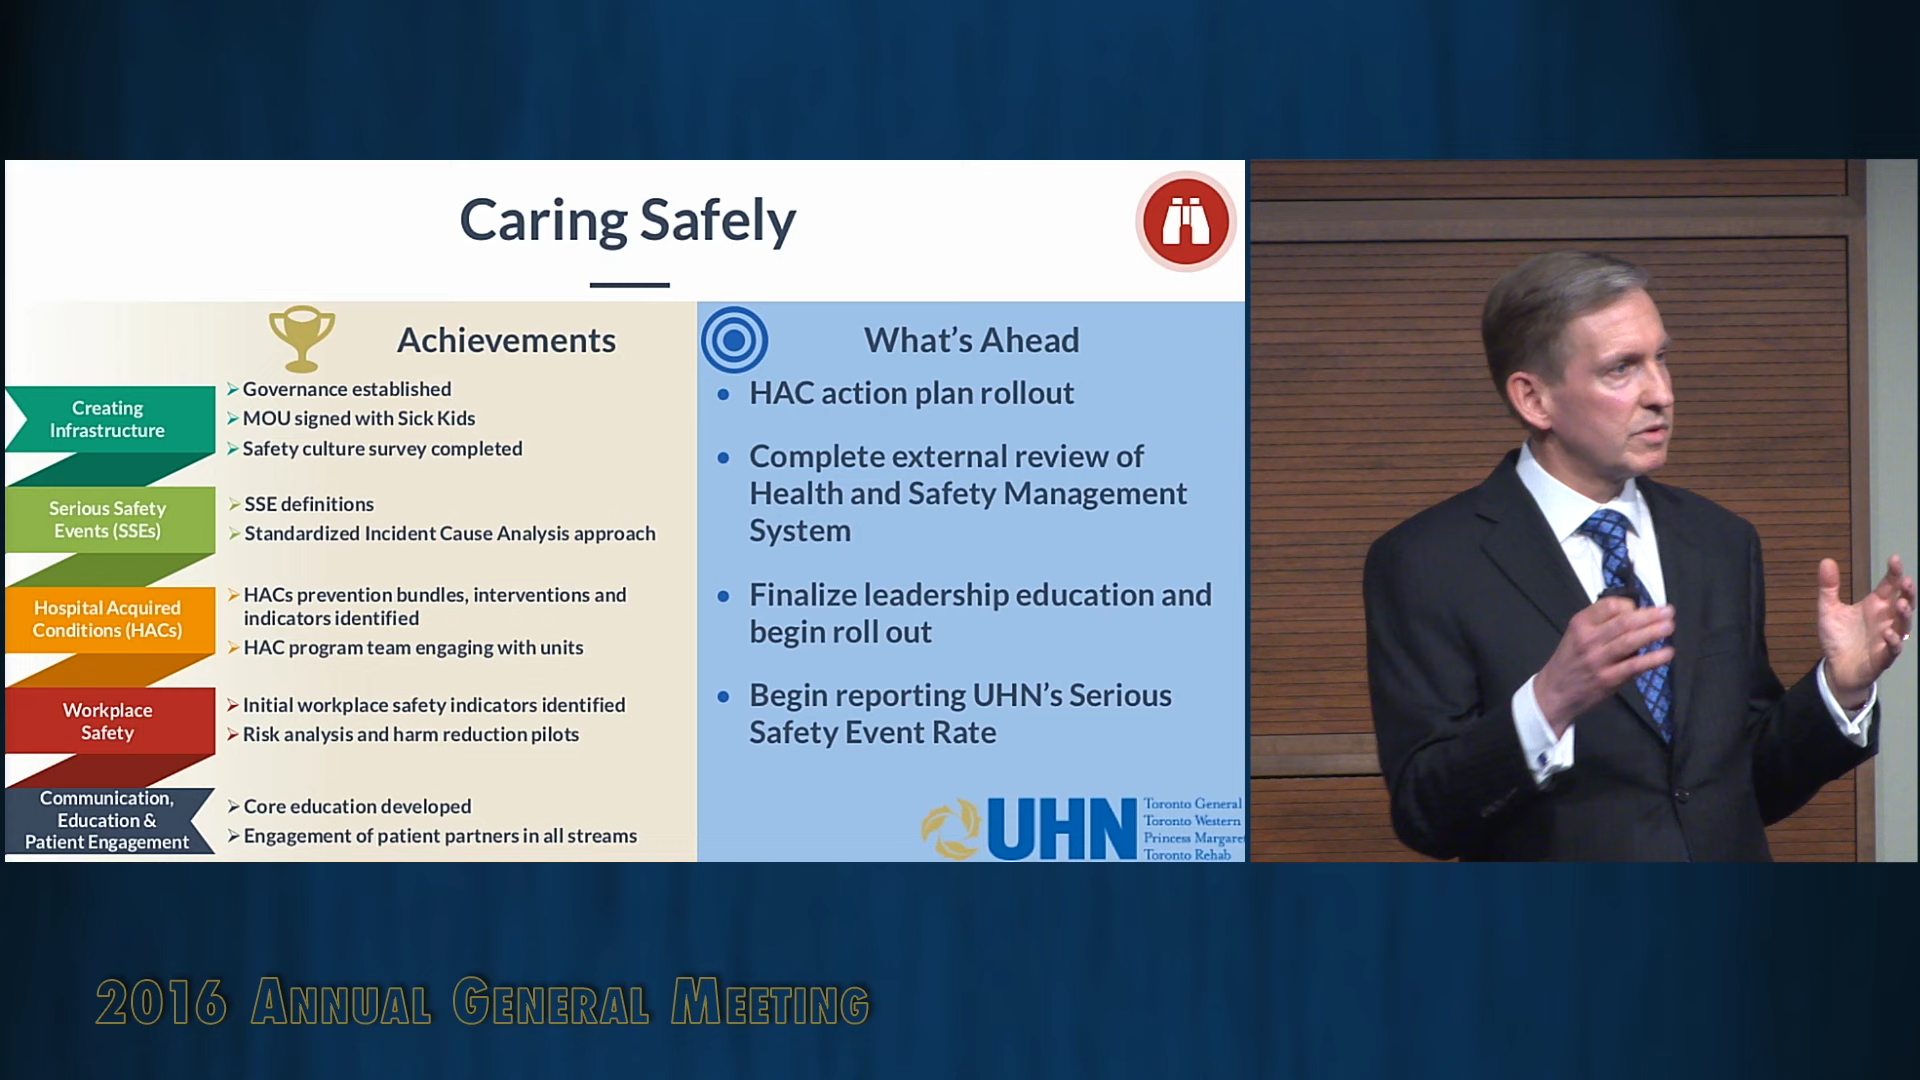 Caring Safely
Achievements
Creating
Infrastructure
Governance established
MOU signed with Sick Kids
Safety culture survey completed
Serious Safety
Events (SSEs)
SSE definitions
Standardized Incident Cause Analysis approach
Hospital Acquired
Conditions (HACs)
HACs prevention bundles, interventions and
indicators identified
HAC program team engaging with units
Workplace
Safety
Initial workplace safety indicators identified
Risk analysis and harm reduction pilots
Communication,
Education &
Patient Engagement
Core education developed
Engagement of patient partners in all streams
What's Ahead
HAC action plan rollout
Complete external review of
Health and Safety Management
System
Finalize leadership education and
begin roll out
Begin reporting UHN's Serious
Safety Event Rate
UHN
Toronto General
Toronto Western
Princess Margare
Toronto Rehab
2016 ANNUAL GENERAL MEETING